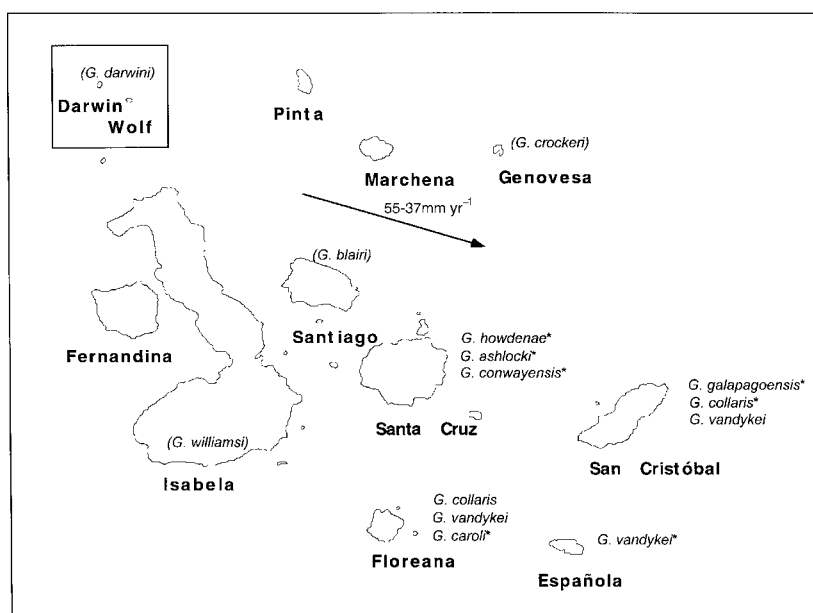 (G. darwini)
Darwin
Wolf
Pinta
Marchena
(G. crockeri)
Genovesa
55-37mm yr⁻¹
(G. blairi)
Santiago
Fernandina
G. howdenae*
G. ashlocki*
G. conwayensis*
Santa Cruz
G. galapagoensis*
G. collaris*
G. vandykei
San Cristóbal
(G. williamsi)
Isabela
G. collaris
G. vandykei
G. caroli*
Floreana
G. vandykei*
Española